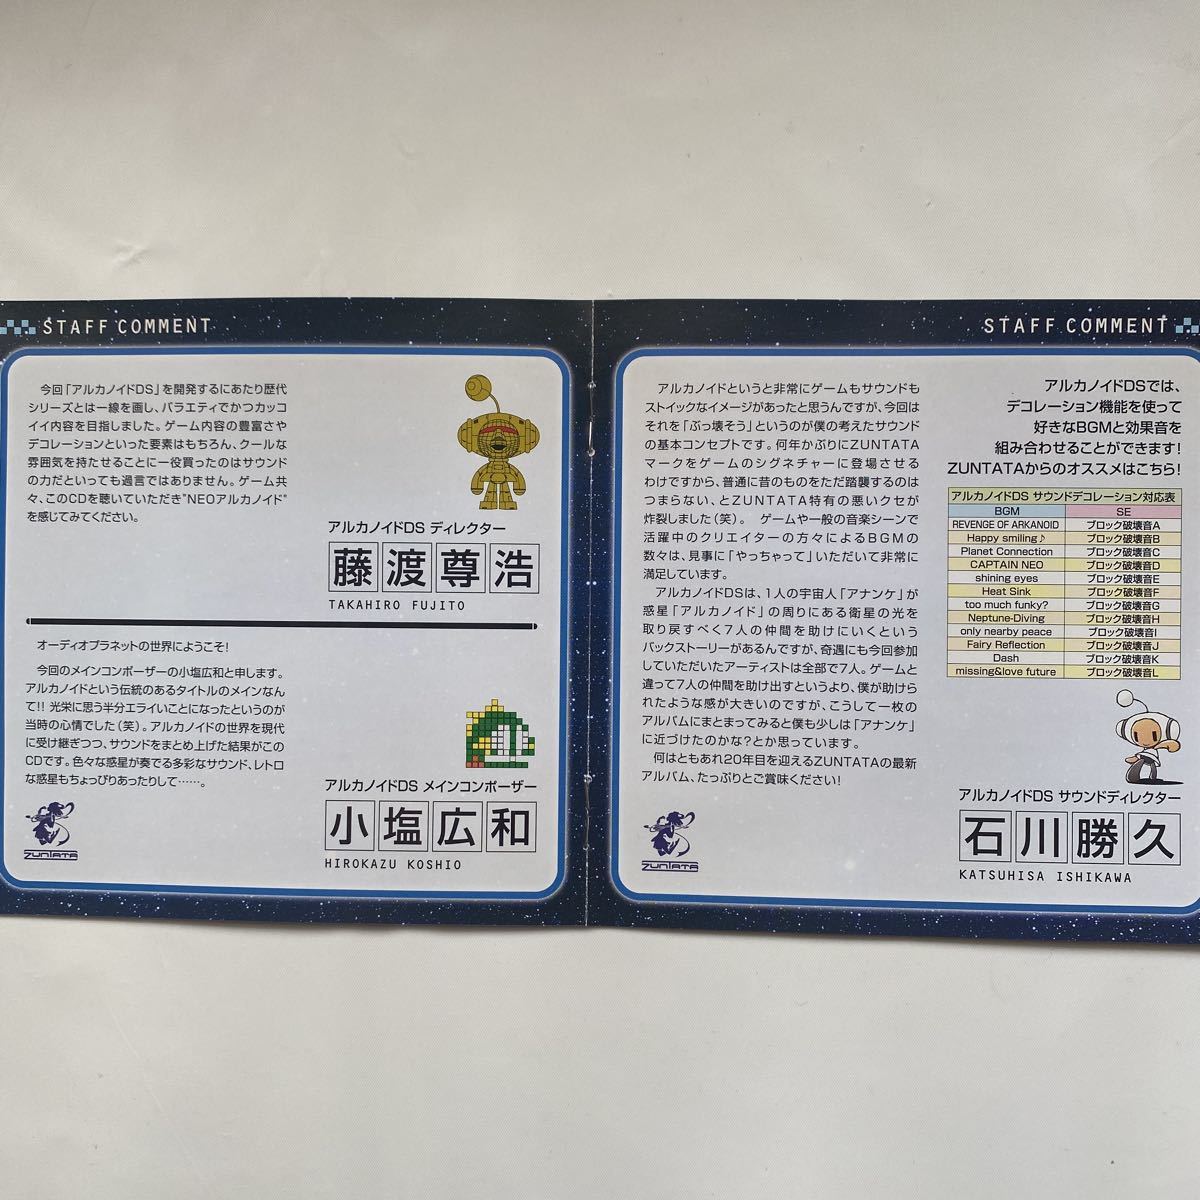 STAFF COMMENT
今回「アルカノイドDS」を開発するにあたり歴代
シリーズとは一線を画し、バラエティでかつカッコ
イイ内容を目指しました。ゲーム内容の豊富さや
デコレーションといった要素はもちろん、クールな
雰囲気を持たせることに一役買ったのはサウンド
の力だといっても過言ではありません。ゲーム共
々、このCDを聴いていただき"NEOアルカノイド"
を感じてみてください。
アルカノイドDS ディレクター
藤渡尊浩
TAKAHIRO FUJITO
オーディオプラネットの世界にようこそ!
今回のメインコンポーザーの小塩広和と申します。
アルカノイドという伝統のあるタイトルのメインなん
て!! 光栄に思う半分エライいことになったというのが
当時の心情でした(笑)。アルカノイドの世界を現代
に受け継ぎつつ、サウンドをまとめ上げた結果がこの
CDです。色々な惑星が奏でる多彩なサウンド、レトロ
な惑星もちょっぴりあったりして……。
アルカノイドDS メインコンポーザー
小塩広和
HIROKAZU KOSHIO
ZUNTATA
STAFF COMMENT
アルカノイドというと非常にゲームもサウンドも
ストイックなイメージがあったと思うんですが、今回は
それを「ぶっ壊そう」というのが僕の考えたサウンド
の基本コンセプトです。何年かぶりにZUNTATA
マークをゲームのシグネチャーに登場させる
わけですから、普通に昔のものをただ踏襲するのは
つまらない、とZUNTATA特有の悪いクセが
炸裂しました(笑)。 ゲームや一般の音楽シーンで
活躍中のクリエイターの方々によるBGMの
数々は、見事に「やっちゃって」いただいて非常に
満足しています。
アルカノイドDSは、1人の宇宙人「アナンケ」が
惑星「アルカノイド」の周りにある衛星の光を
取り戻すべく7人の仲間を助けにいくという
バックストーリーがあるんですが、奇遇にも今回参加
していただいたアーティストは全部で7人。ゲームと
違って7人の仲間を助け出すというより、僕が助けら
れたような感が大きいのですが、こうして一枚の
アルバムにまとまってみると僕も少しは「アナンケ」
に近づけたのかな?とか思っています。
何はともあれ20年目を迎えるZUNTATAの最新
アルバム、たっぷりとご賞味ください!
ZUNTATA
アルカノイドDSでは、
デコレーション機能を使って
好きなBGMと効果音を
組み合わせることができます!
ZUNTATAからのオススメはこちら!
アルカノイドDS サウンドデコレーション対応表
BGM SE
REVENGE OF ARKANOID ブロック破壊音A
Happy smiling♪ ブロック破壊音B
Planet Connection ブロック破壊音C
CAPTAIN NEO ブロック破壊音D
shining eyes ブロック破壊音E
Heat Sink ブロック破壊音F
too much funky? ブロック破壊音G
Neptune-Diving ブロック破壊音H
only nearby peace ブロック破壊音I
Fairy Reflection ブロック破壊音J
Dash ブロック破壊音K
missing&love future ブロック破壊音L
アルカノイドDS サウンドディレクター
石川勝久
KATSUHISA ISHIKAWA